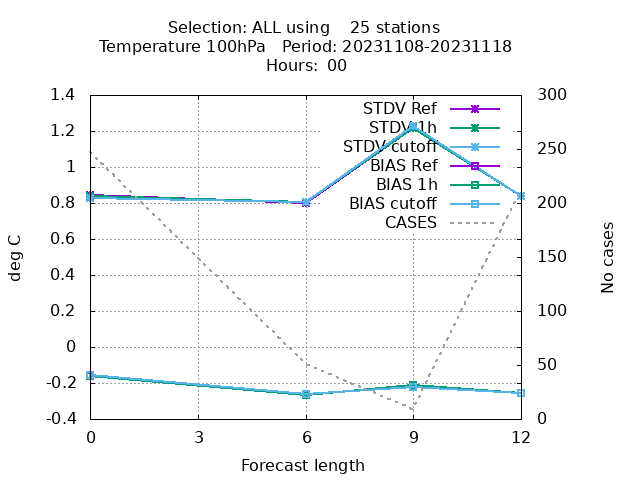 Selection: ALL using    25 stations
Temperature 100hPa   Period: 20231108-20231118
Hours: 00
1.4
1.2
1
0.8
0.6
0.4
0.2
0
-0.2
-0.4
deg C
STDV Ref
STDV 1h
STDV cutoff
BIAS Ref
BIAS 1h
BIAS cutoff
CASES
300
250
200
150
100
50
0
No cases
0 3 6 9 12
Forecast length